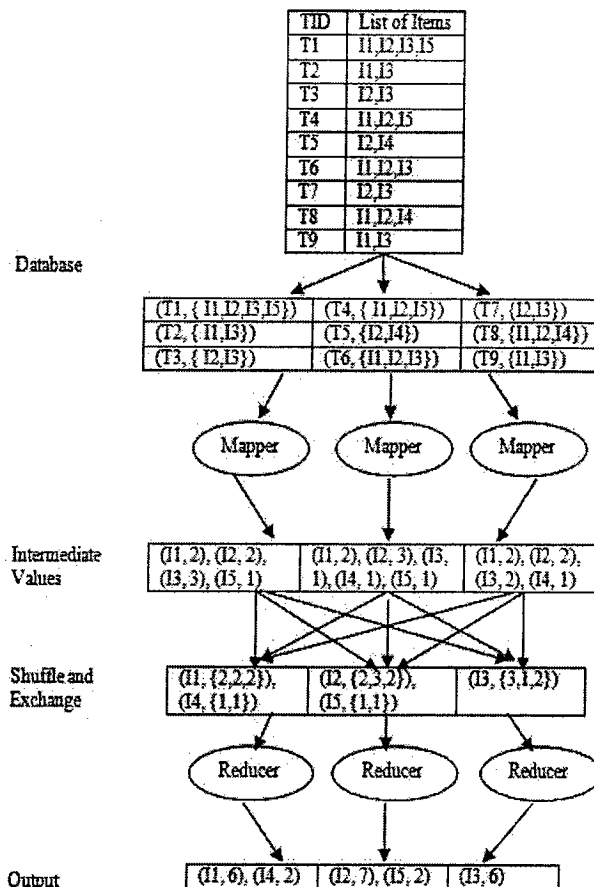 TID List of Items
T1 I1,I2,I3,I5
T2 I1,I3
T3 I2,I3
T4 I1,I2,I5
T5 I2,I4
T6 I1,I2,I3
T7 I2,I3
T8 I1,I2,I4
T9 I1,I3
Database
(T1, { I1,I2,I3,I5}) (T4, { I1,I2,I5}) (T7, {I2,I3})
(T2, { I1,I3}) (T5, {I2,I4}) (T8, {I1,I2,I4})
(T3, { I2,I3}) (T6, {I1,I2,I3}) (T9, {I1,I3})
Mapper Mapper Mapper
Intermediate Values
(I1, 2), (I2, 2), (I1, 2), (I2, 3), (I3, (I1, 2), (I2, 2),
(I3, 3), (I5, 1) 1), (I4, 1), (I5, 1) (I3, 2), (I4, 1)
Shuffle and Exchange
(I1, {2,2,2}), (I2, {2,3,2}), (I3, {3,1,2})
(I4, {1,1}) (I5, {1,1})
Reducer Reducer Reducer
Output (I1, 6), (I4, 2) (I2, 7), (I5, 2) (I3, 6)